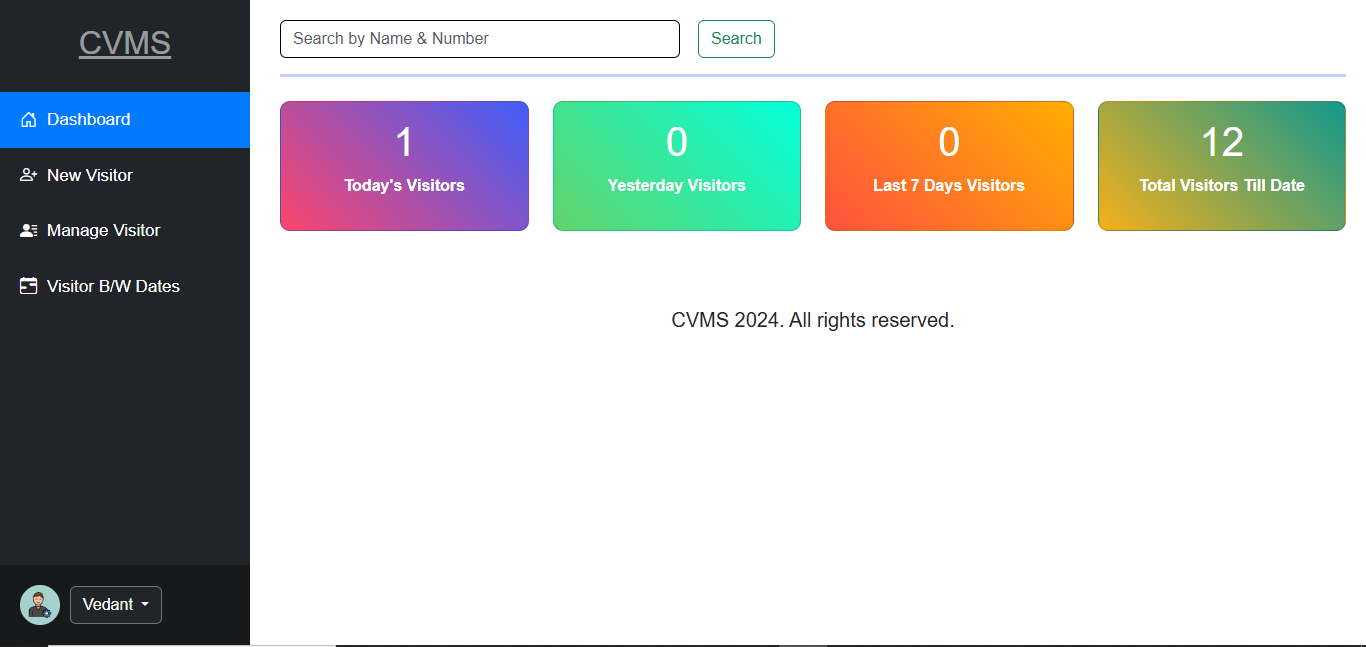 CVMS
Dashboard
New Visitor
Manage Visitor
Visitor B/W Dates
Vedant
Search by Name & Number
Search
1
Today's Visitors
0
Yesterday Visitors
0
Last 7 Days Visitors
12
Total Visitors Till Date
CVMS 2024. All rights reserved.